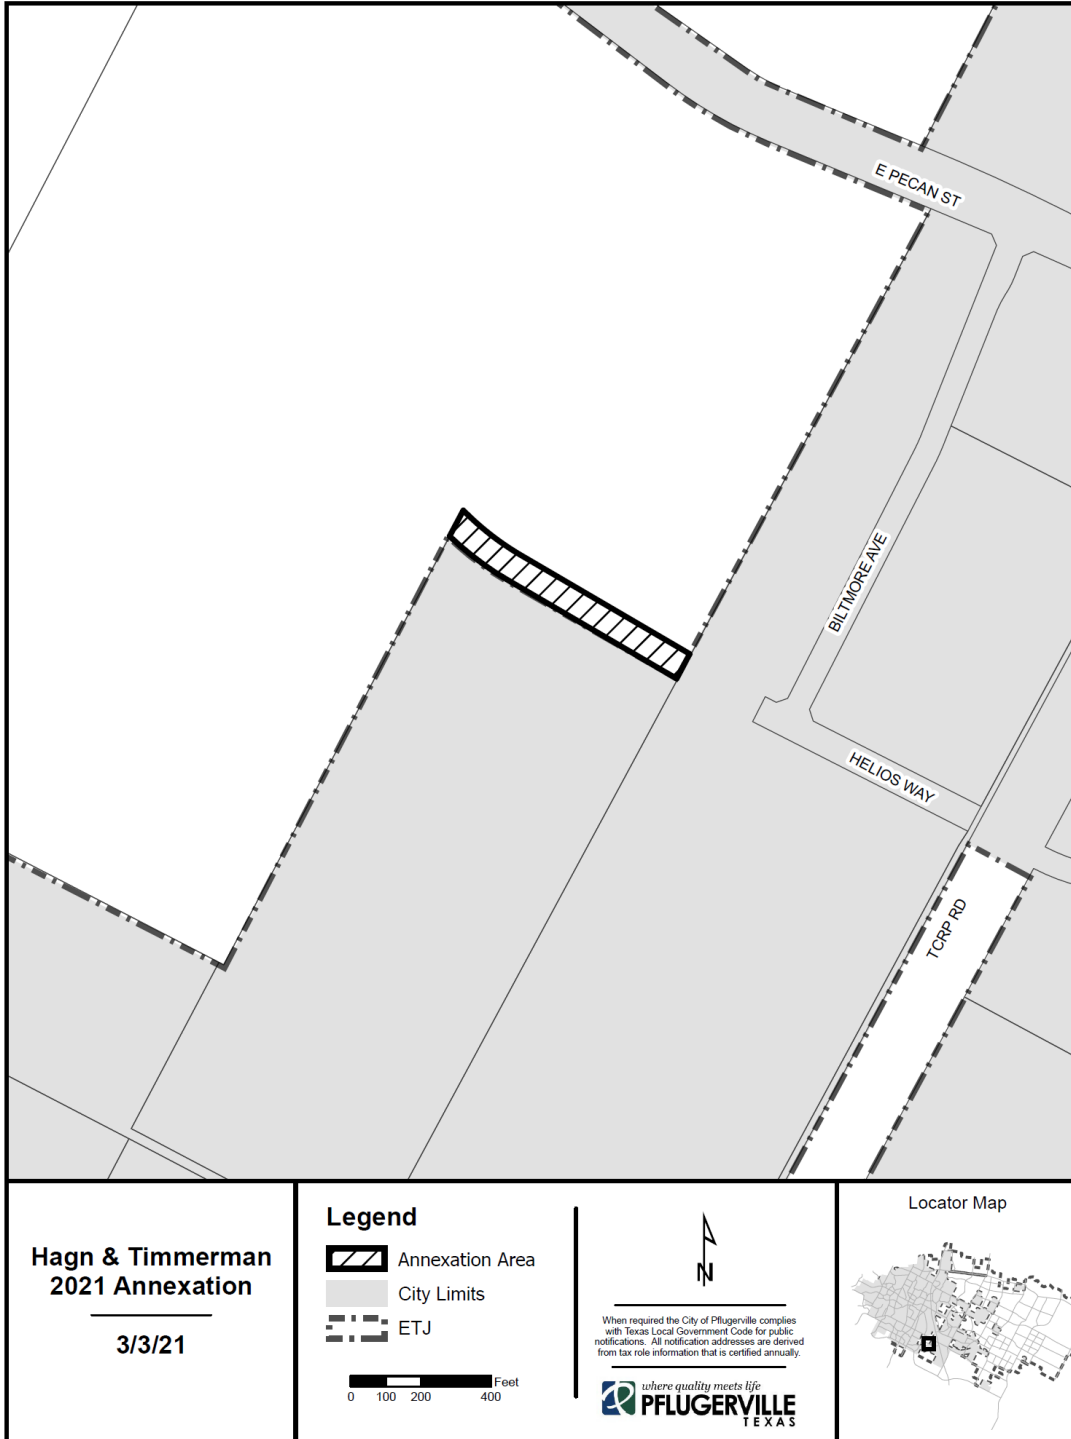 E PECAN ST
BILTMORE AVE
HELIOS WAY
TCRP RD
Hagn & Timmerman
2021 Annexation
3/3/21
Legend
Annexation Area
City Limits
ETJ
Feet
0 100 200 400
N
When required the City of Pflugerville complies
with Texas Local Government Code for public
notifications. All notification addresses are derived
from tax role information that is certified annually.
where quality meets life
PFLUGERVILLE
TEXAS
Locator Map